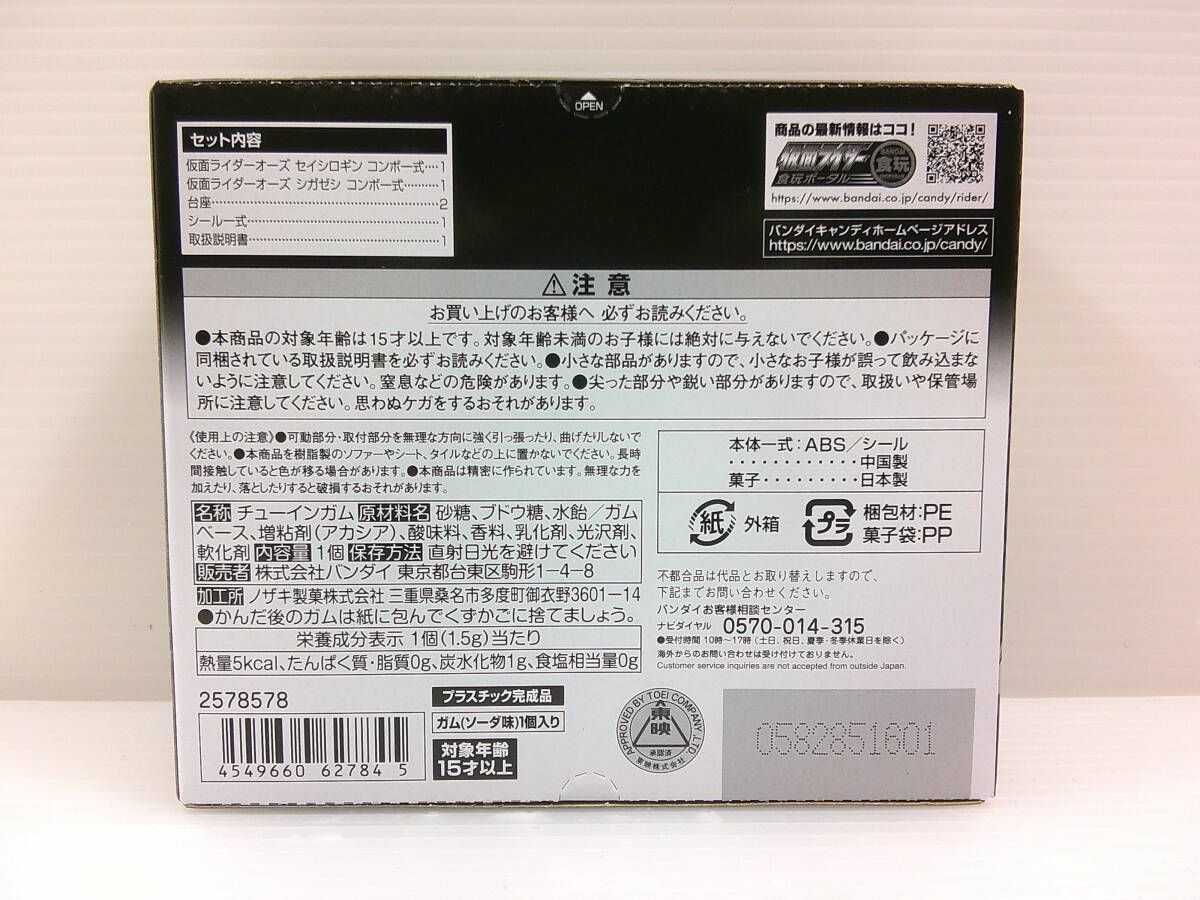 OPEN
セット内容
仮面ライダーオーズ セイシロギン コンボ一式‥‥1
仮面ライダーオーズ シガゼシ コンボ一式‥‥‥‥‥1
台座‥‥‥‥‥‥‥‥‥‥‥‥‥‥‥‥‥‥2
シール一式‥‥‥‥‥‥‥‥‥‥‥‥‥‥‥1
取扱説明書‥‥‥‥‥‥‥‥‥‥‥‥‥‥‥1
商品の最新情報はココ!
仮面ライダー
食玩ポータル
BANDAI
食玩
https://www.bandai.co.jp/candy/rider/
バンダイキャンディホームページアドレス
https://www.bandai.co.jp/candy/
⚠注意
お買い上げのお客様へ 必ずお読みください。
●本商品の対象年齢は15才以上です。対象年齢未満のお子様には絶対に与えないでください。●パッケージに
同梱されている取扱説明書を必ずお読みください。●小さな部品がありますので、小さなお子様が誤って飲み込まな
いように注意してください。窒息などの危険があります。●尖った部分や鋭い部分がありますので、取扱いや保管場
所に注意してください。思わぬケガをするおそれがあります。
《使用上の注意》●可動部分・取付部分を無理な方向に強く引っ張ったり、曲げたりしないで
ください。●本商品を樹脂製のソファーやシート、タイルなどの上に置かないでください。長時
間接触していると色が移る場合があります。●本商品は精密に作られています。無理な力を
加えたり、落としたりすると破損するおそれがあります。
名称 チューインガム 原材料名 砂糖、ブドウ糖、水飴/ガム
ベース、増粘剤(アカシア)、酸味料、香料、乳化剤、光沢剤、
軟化剤 内容量 1個 保存方法 直射日光を避けてください
販売者 株式会社バンダイ 東京都台東区駒形1-4-8
加工所 ノザキ製菓株式会社 三重県桑名市多度町御衣野3601-14
●かんだ後のガムは紙に包んでくずかごに捨てましょう。
栄養成分表示 1個(1.5g)当たり
熱量5kcal、たんぱく質・脂質0g、炭水化物1g、食塩相当量0g
本体一式:ABS/シール
・・・・・・・・・・・・中国製
菓子・・・・・・・・・日本製
紙 外箱
プラ 梱包材:PE
菓子袋:PP
不都合品は代品とお取り替えしますので、
下記までお問い合わせください。
バンダイお客様相談センター
ナビダイヤル 0570-014-315
●受付時間 10時〜17時(土日、祝日、夏季・冬季休業日を除く)
海外からのお問い合わせは受け付けておりません。
Customer service inquiries are not accepted from outside Japan.
2578578
4549660 627845
プラスチック完成品
ガム(ソーダ味)1個入り
対象年齢
15才以上
APPROVED BY TOEI COMPANY, LTD.
東映
承認済
東映株式会社
0582851601